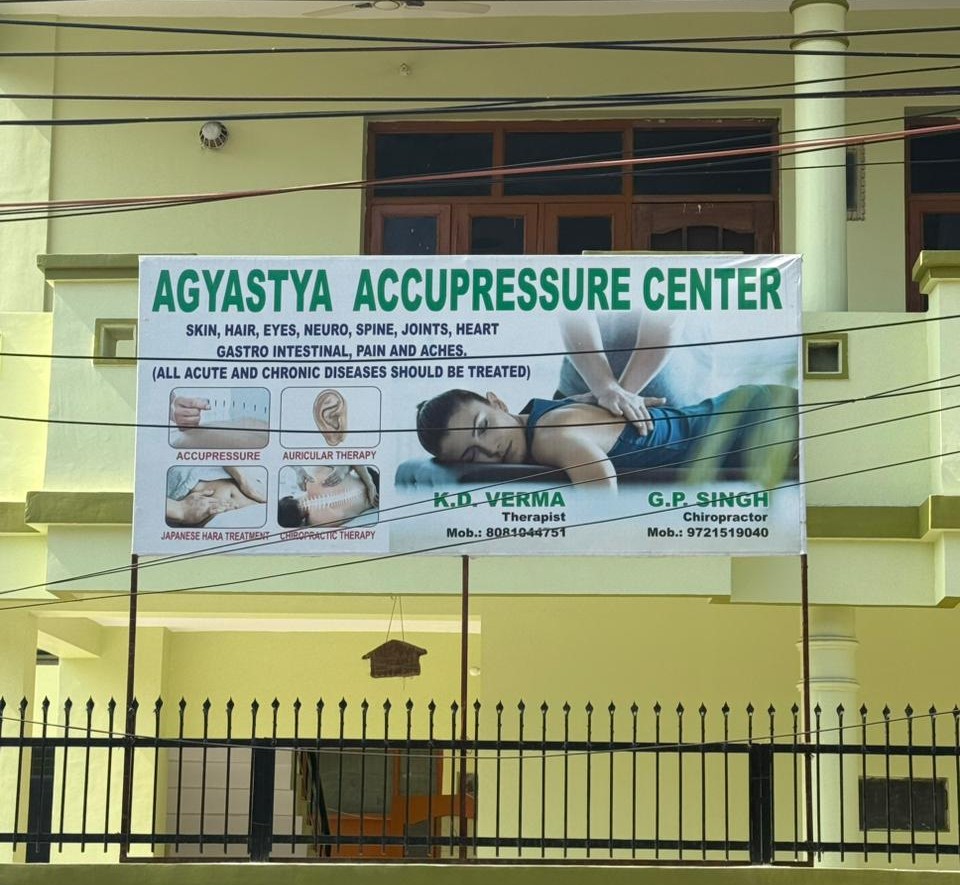 AGYASTYA ACCUPRESSURE CENTER
SKIN, HAIR, EYES, NEURO, SPINE, JOINTS, HEART
GASTRO INTESTINAL, PAIN AND ACHES.
(ALL ACUTE AND CHRONIC DISEASES SHOULD BE TREATED)
ACCUPRESSURE
AURICULAR THERAPY
JAPANESE HARA TREATMENT
CHIROPRACTIC THERAPY
K.D. VERMA
Therapist
Mob.: 8081044751
G.P. SINGH
Chiropractor
Mob.: 9721519040